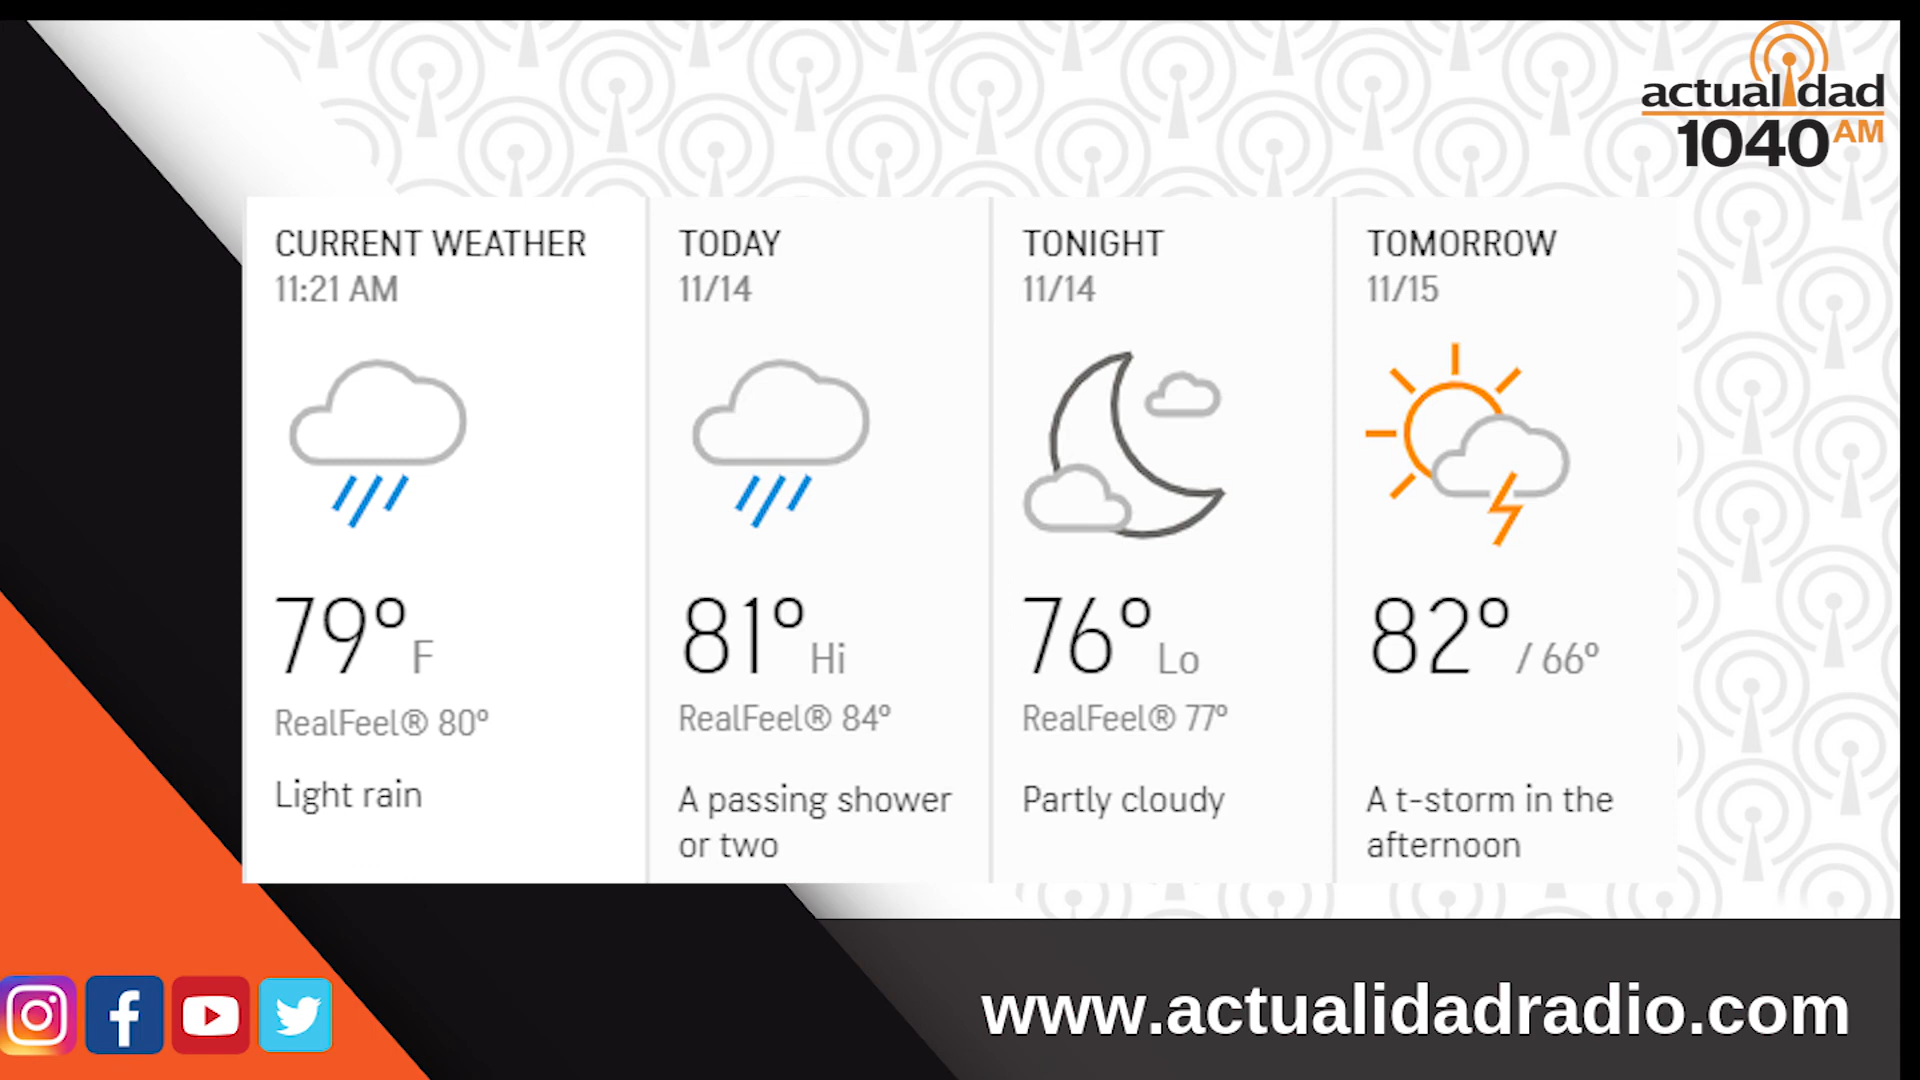 actualidad
1040 AM
CURRENT WEATHER
11:21 AM
79° F
RealFeel® 80°
Light rain
TODAY
11/14
81° Hi
RealFeel® 84°
A passing shower
or two
TONIGHT
11/14
76° Lo
RealFeel® 77°
Partly cloudy
TOMORROW
11/15
82° / 66°
A t-storm in the
afternoon
www.actualidadradio.com